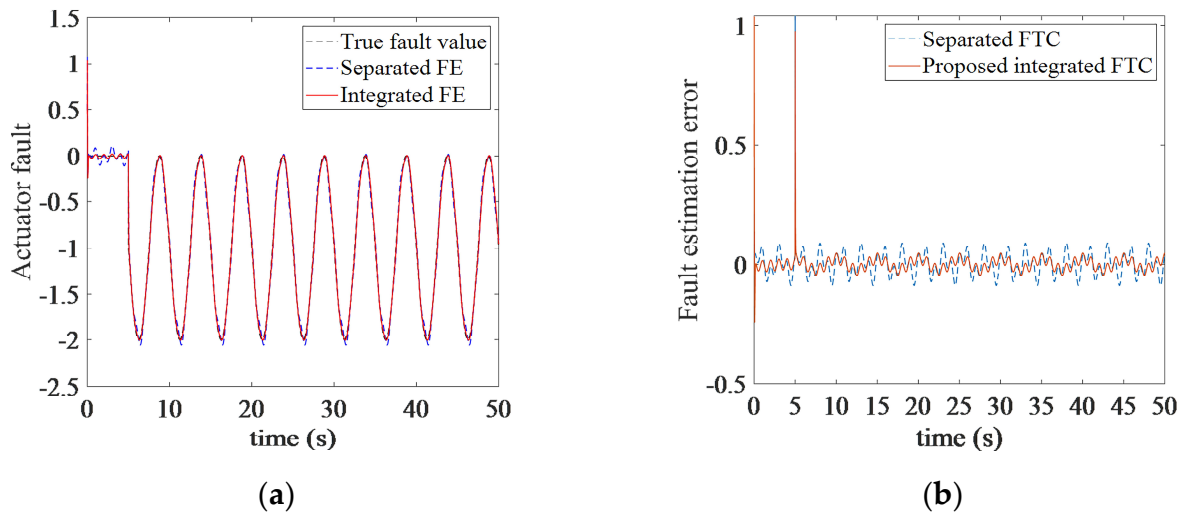 1.5
1
0.5
0
-0.5
-1
-1.5
-2
-2.5
Actuator fault
True fault value
Separated FE
Integrated FE
0 10 20 30 40 50
time (s)
(a)
1
0.5
0
-0.5
Fault estimation error
Separated FTC
Proposed integrated FTC
0 5 10 15 20 25 30 35 40 45 50
time (s)
(b)